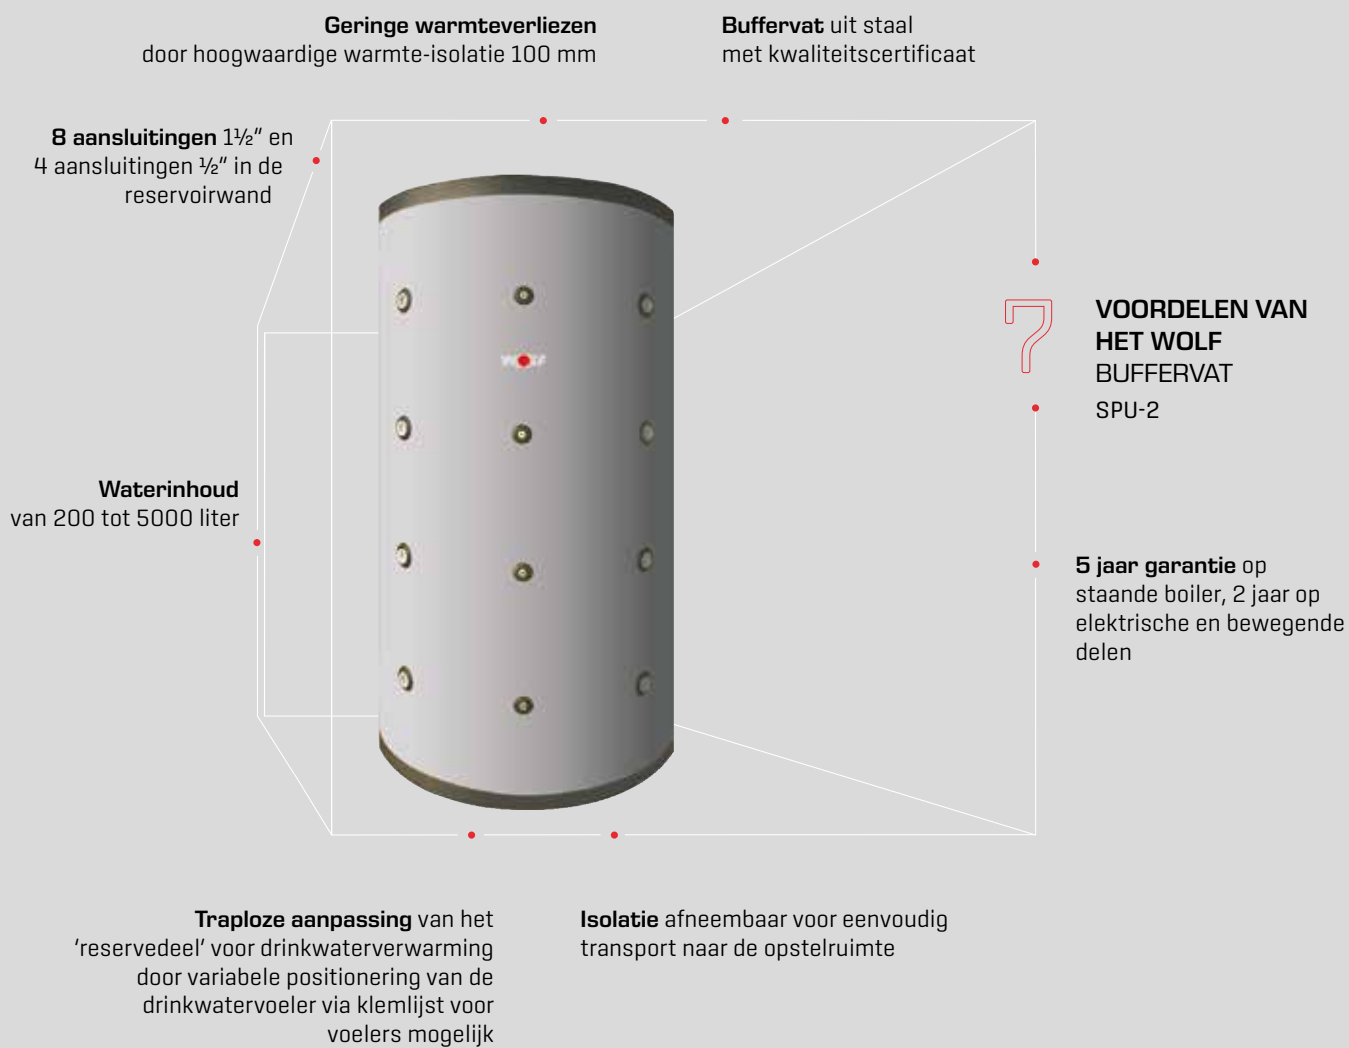 Geringe warmteverliezen
door hoogwaardige warmte-isolatie 100 mm
Buffervat uit staal
met kwaliteitscertificaat
8 aansluitingen 1½“ en
4 aansluitingen ½“ in de
reservoirwand
7
VOORDELEN VAN
HET WOLF
BUFFERVAT
SPU-2
WOLF
Waterinhoud
van 200 tot 5000 liter
5 jaar garantie op
staande boiler, 2 jaar op
elektrische en bewegende
delen
Traploze aanpassing van het
‘reservedeel’ voor drinkwaterverwarming
door variabele positionering van de
drinkwatervoeler via klemlijst voor
voelers mogelijk
Isolatie afneembaar voor eenvoudig
transport naar de opstelruimte